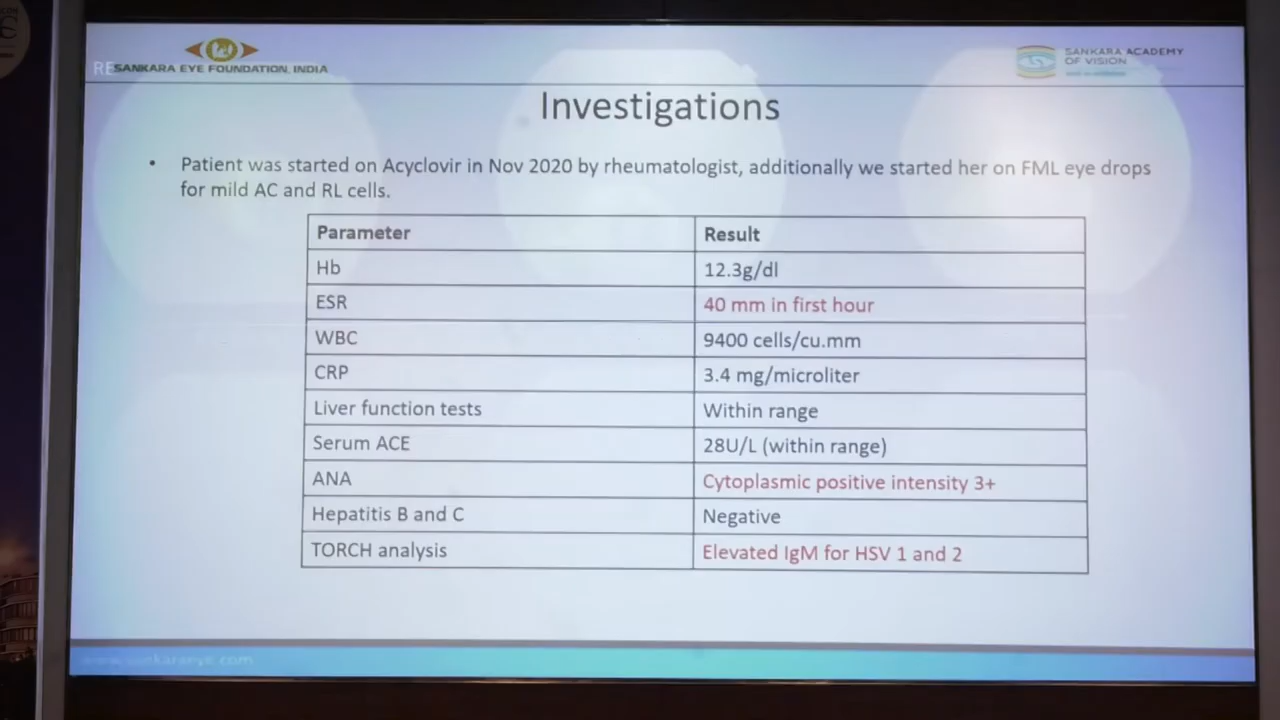 SANKARA EYE FOUNDATION, INDIA
SANKARA ACADEMY
OF VISION
Investigations
• Patient was started on Acyclovir in Nov 2020 by rheumatologist, additionally we started her on FML eye drops
for mild AC and RL cells.
Parameter Result
Hb 12.3g/dl
ESR 40 mm in first hour
WBC 9400 cells/cu.mm
CRP 3.4 mg/microliter
Liver function tests Within range
Serum ACE 28U/L (within range)
ANA Cytoplasmic positive intensity 3+
Hepatitis B and C Negative
TORCH analysis Elevated IgM for HSV 1 and 2
www.sankaraeye.com